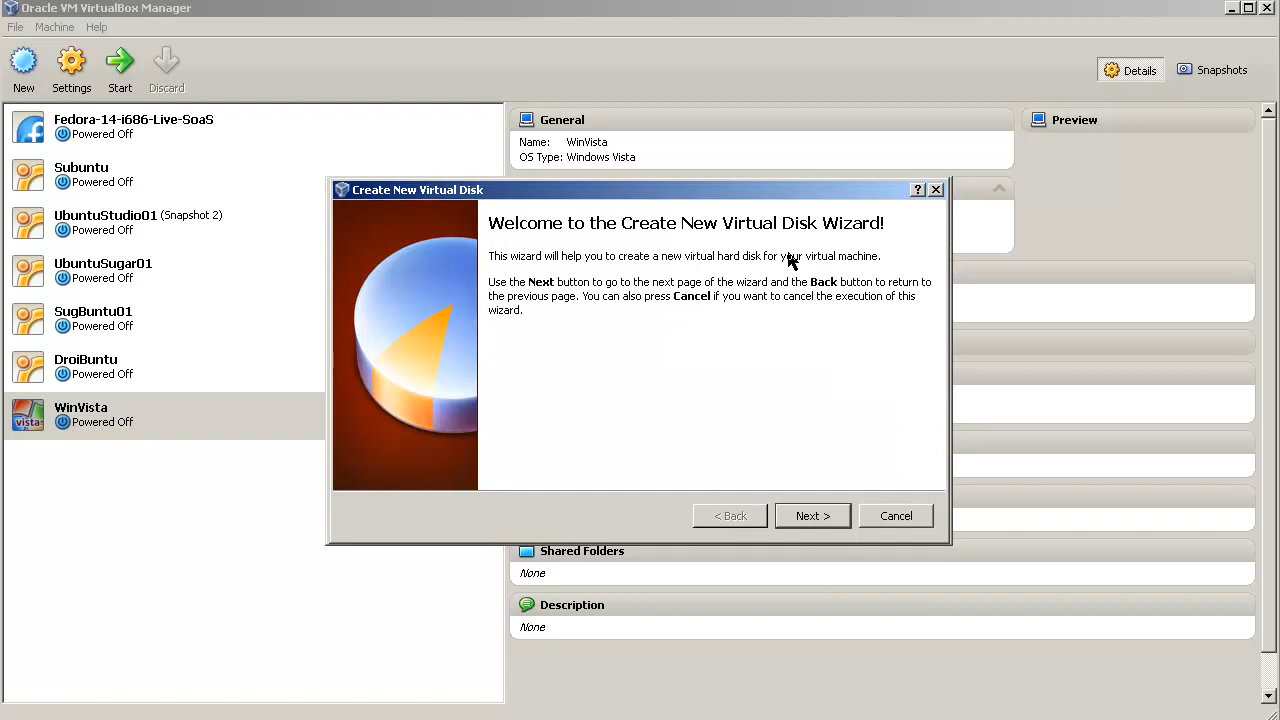 Oracle VM VirtualBox Manager
File Machine Help
New Settings Start Discard
Details Snapshots
Fedora-14-i686-Live-SoaS
Powered Off
Subuntu
Powered Off
UbuntuStudio01 (Snapshot 2)
Powered Off
UbuntuSugar01
Powered Off
SugBuntu01
Powered Off
DroiBuntu
Powered Off
vista
WinVista
Powered Off
General
Name: WinVista
OS Type: Windows Vista
Preview
Create New Virtual Disk
Welcome to the Create New Virtual Disk Wizard!
This wizard will help you to create a new virtual hard disk for your virtual machine.
Use the Next button to go to the next page of the wizard and the Back button to return to
the previous page. You can also press Cancel if you want to cancel the execution of this
wizard.
< Back Next > Cancel
Shared Folders
None
Description
None